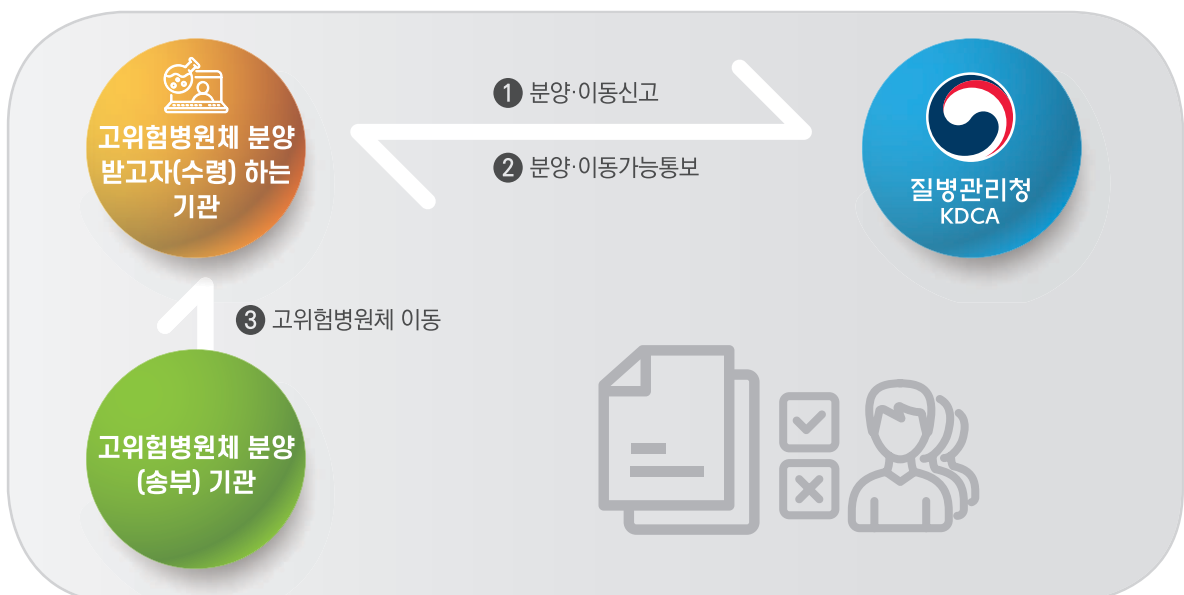 고위험병원체 분양
받고자(수령) 하는
기관
❶ 분양·이동신고
❷ 분양·이동가능통보
질병관리청
KDCA
❸ 고위험병원체 이동
고위험병원체 분양
(송부) 기관